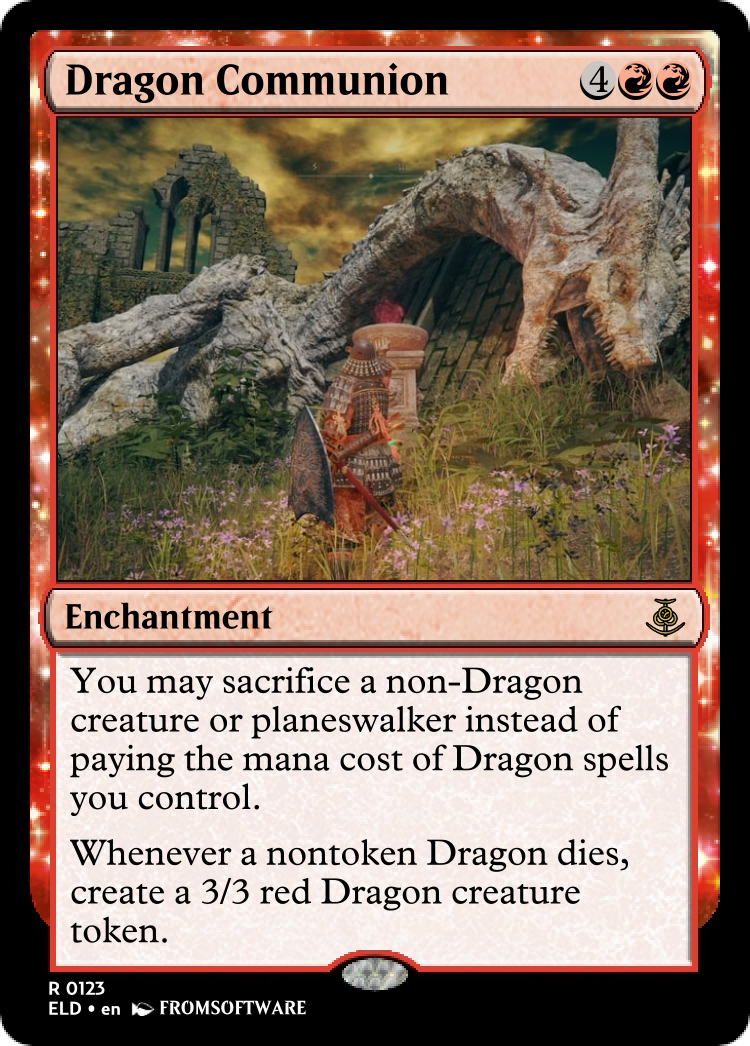 Dragon Communion 4
Enchantment
You may sacrifice a non-Dragon
creature or planeswalker instead of
paying the mana cost of Dragon spells
you control.
Whenever a nontoken Dragon dies,
create a 3/3 red Dragon creature
token.
R 0123
ELD • en FROMSOFTWARE